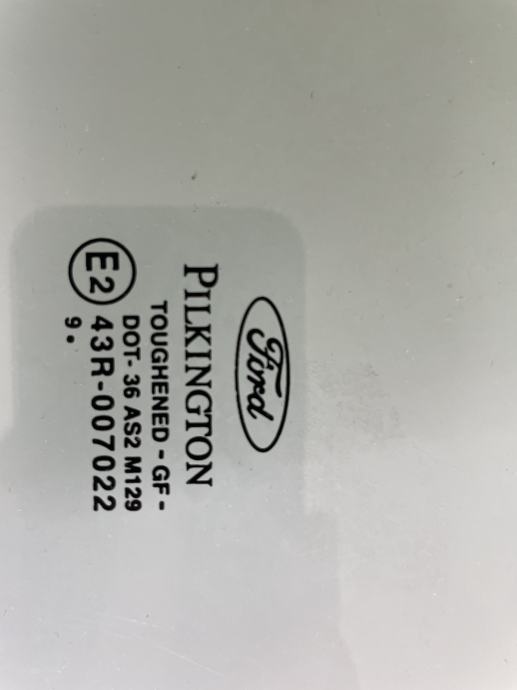 Ford
PILKINGTON
TOUGHENED - GF -
DOT- 36 AS2 M129
E2 43R-007022
9.